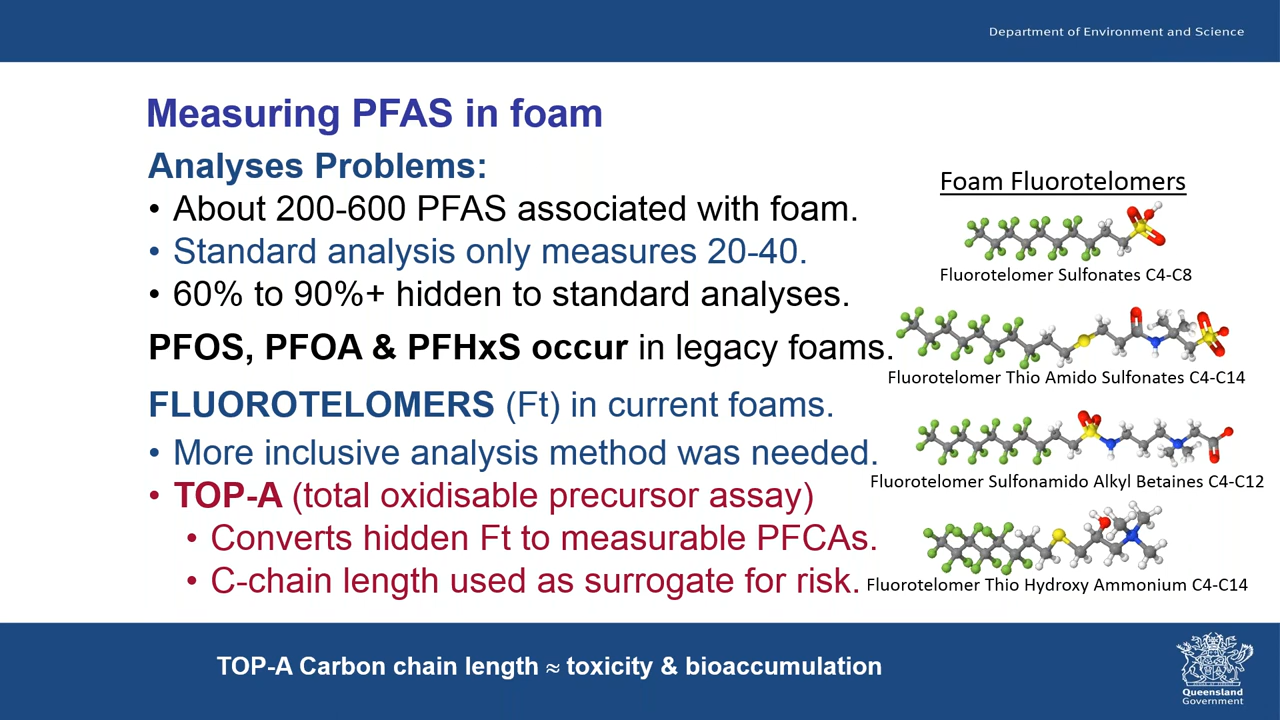 Department of Environment and Science
Measuring PFAS in foam
Analyses Problems:
• About 200-600 PFAS associated with foam.
• Standard analysis only measures 20-40.
• 60% to 90%+ hidden to standard analyses.
PFOS, PFOA & PFHxS occur in legacy foams.
FLUOROTELOMERS (Ft) in current foams.
• More inclusive analysis method was needed.
• TOP-A (total oxidisable precursor assay)
• Converts hidden Ft to measurable PFCAs.
• C-chain length used as surrogate for risk.
Foam Fluorotelomers
Fluorotelomer Sulfonates C4-C8
Fluorotelomer Thio Amido Sulfonates C4-C14
Fluorotelomer Sulfonamido Alkyl Betaines C4-C12
Fluorotelomer Thio Hydroxy Ammonium C4-C14
TOP-A Carbon chain length ≈ toxicity & bioaccumulation
Queensland
Government